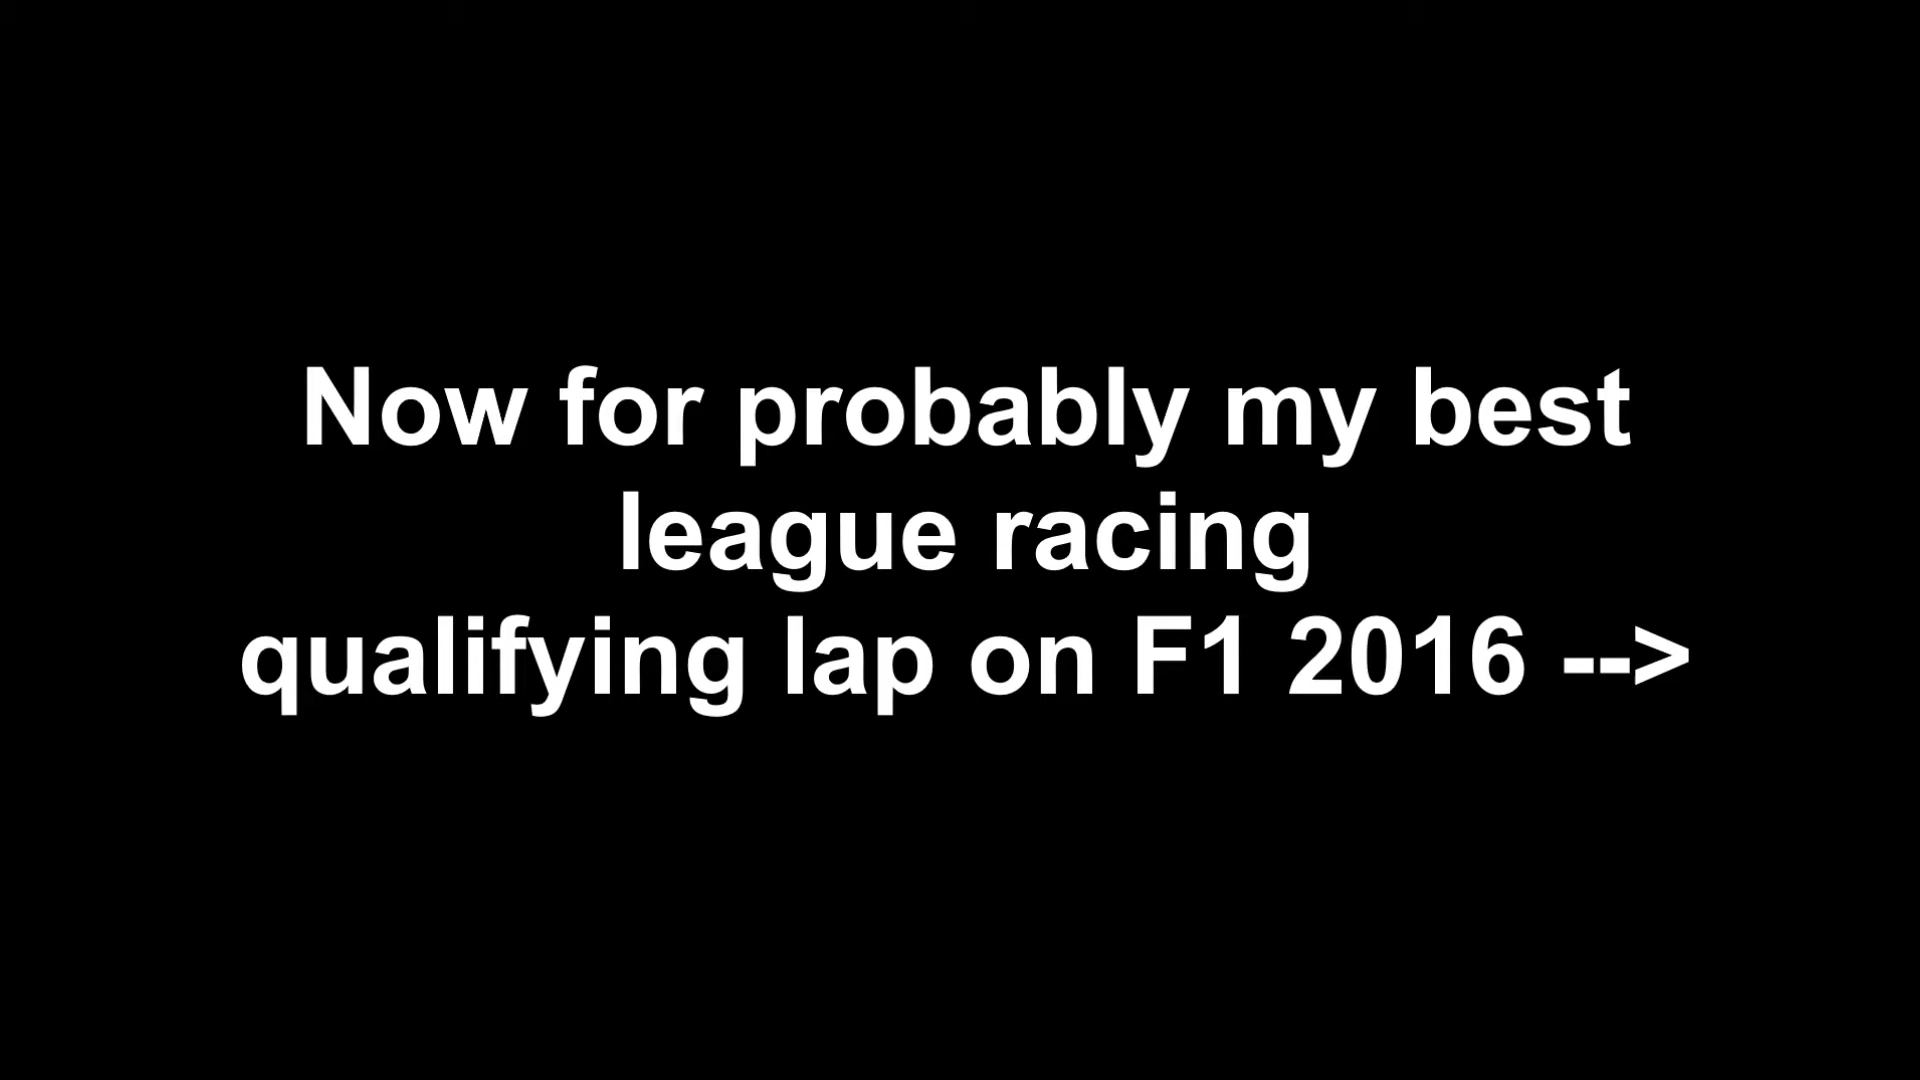 Now for probably my best
league racing
qualifying lap on F1 2016 -->